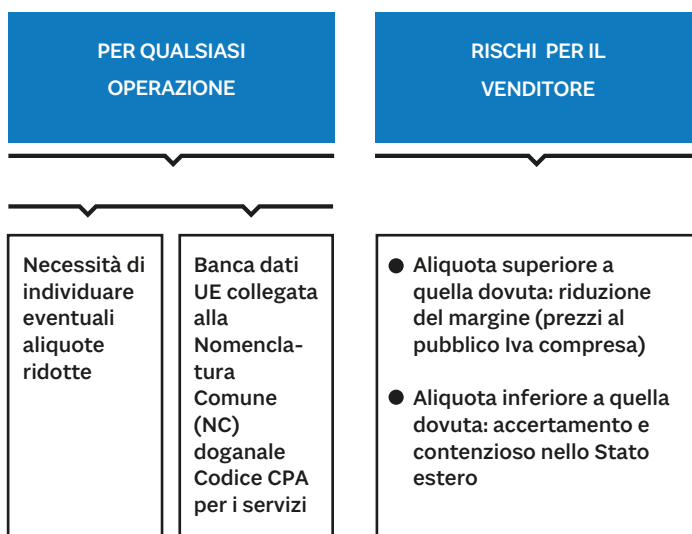 PER QUALSIASI
OPERAZIONE
RISCHI PER IL
VENDITORE
Necessità di
individuare
eventuali
aliquote
ridotte
Banca dati
UE collegata
alla
Nomencla-
tura
Comune
(NC)
doganale
Codice CPA
per i servizi
● Aliquota superiore a
quella dovuta: riduzione
del margine (prezzi al
pubblico Iva compresa)
● Aliquota inferiore a quella
dovuta: accertamento e
contenzioso nello Stato
estero